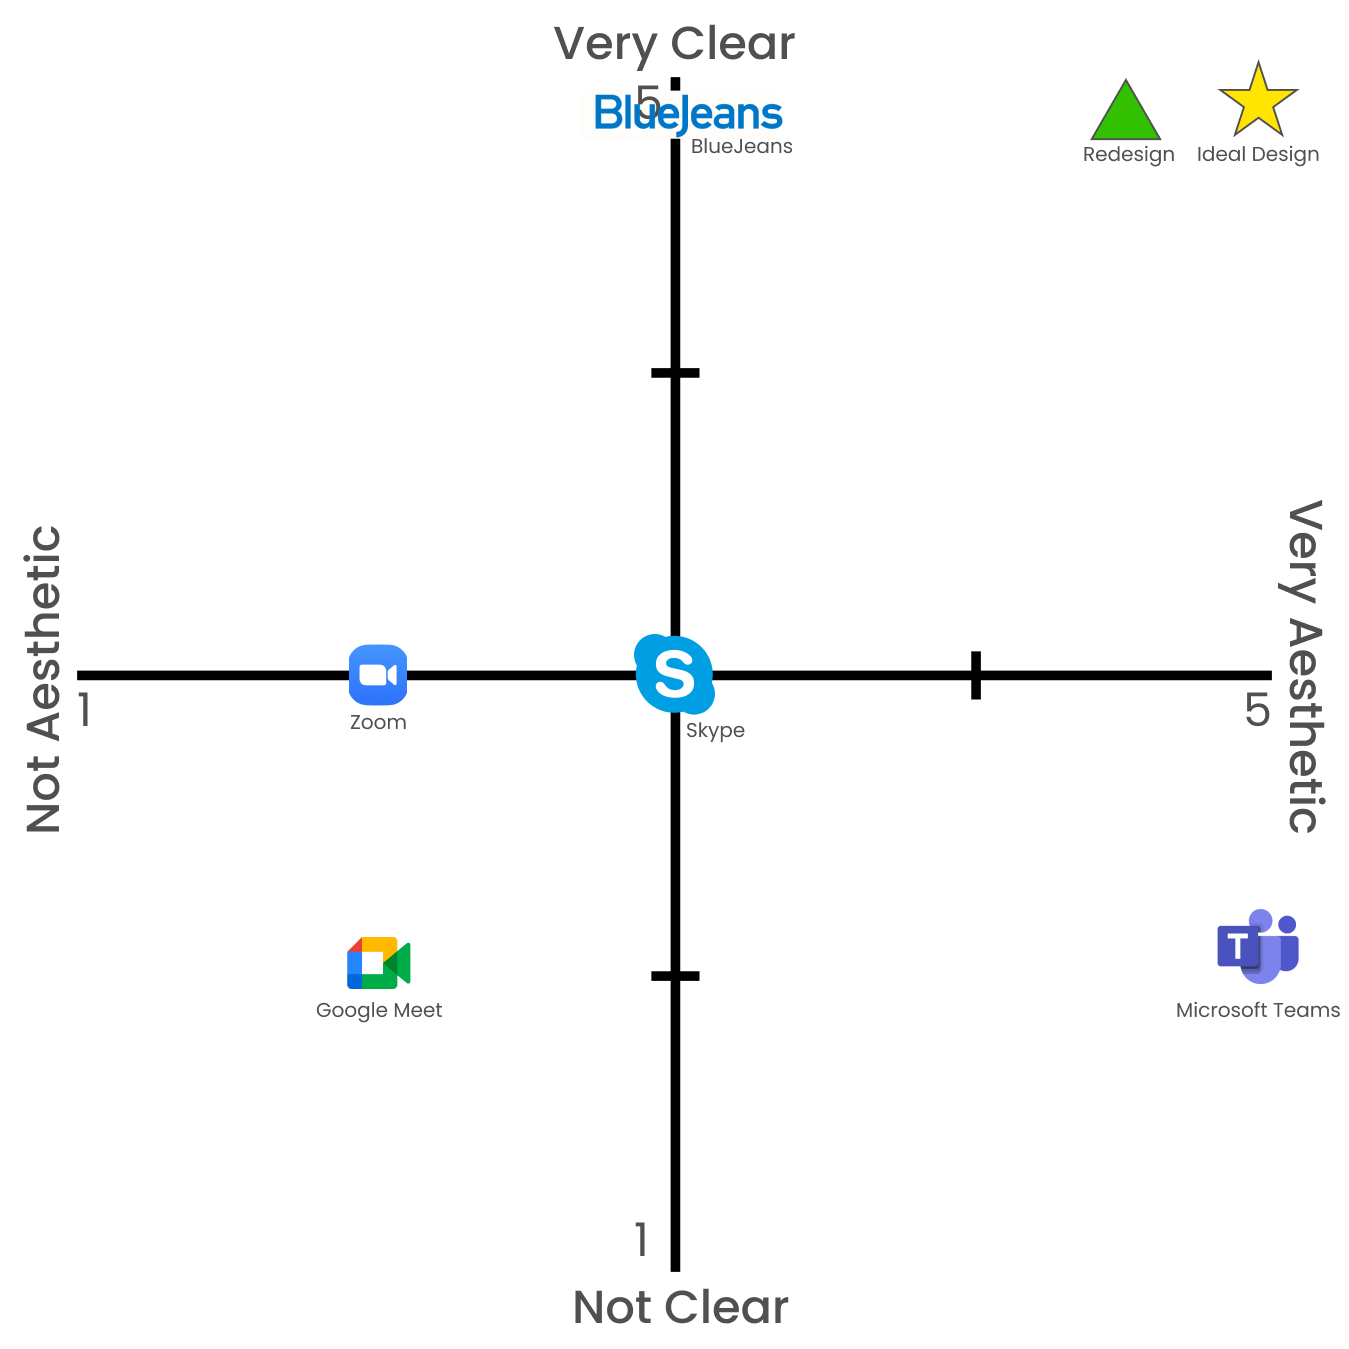 Very Clear
5
BlueJeans
BlueJeans
Redesign
Ideal Design
Not Aesthetic
Very Aesthetic
1
Zoom
S
Skype
5
Google Meet
T
Microsoft Teams
1
Not Clear